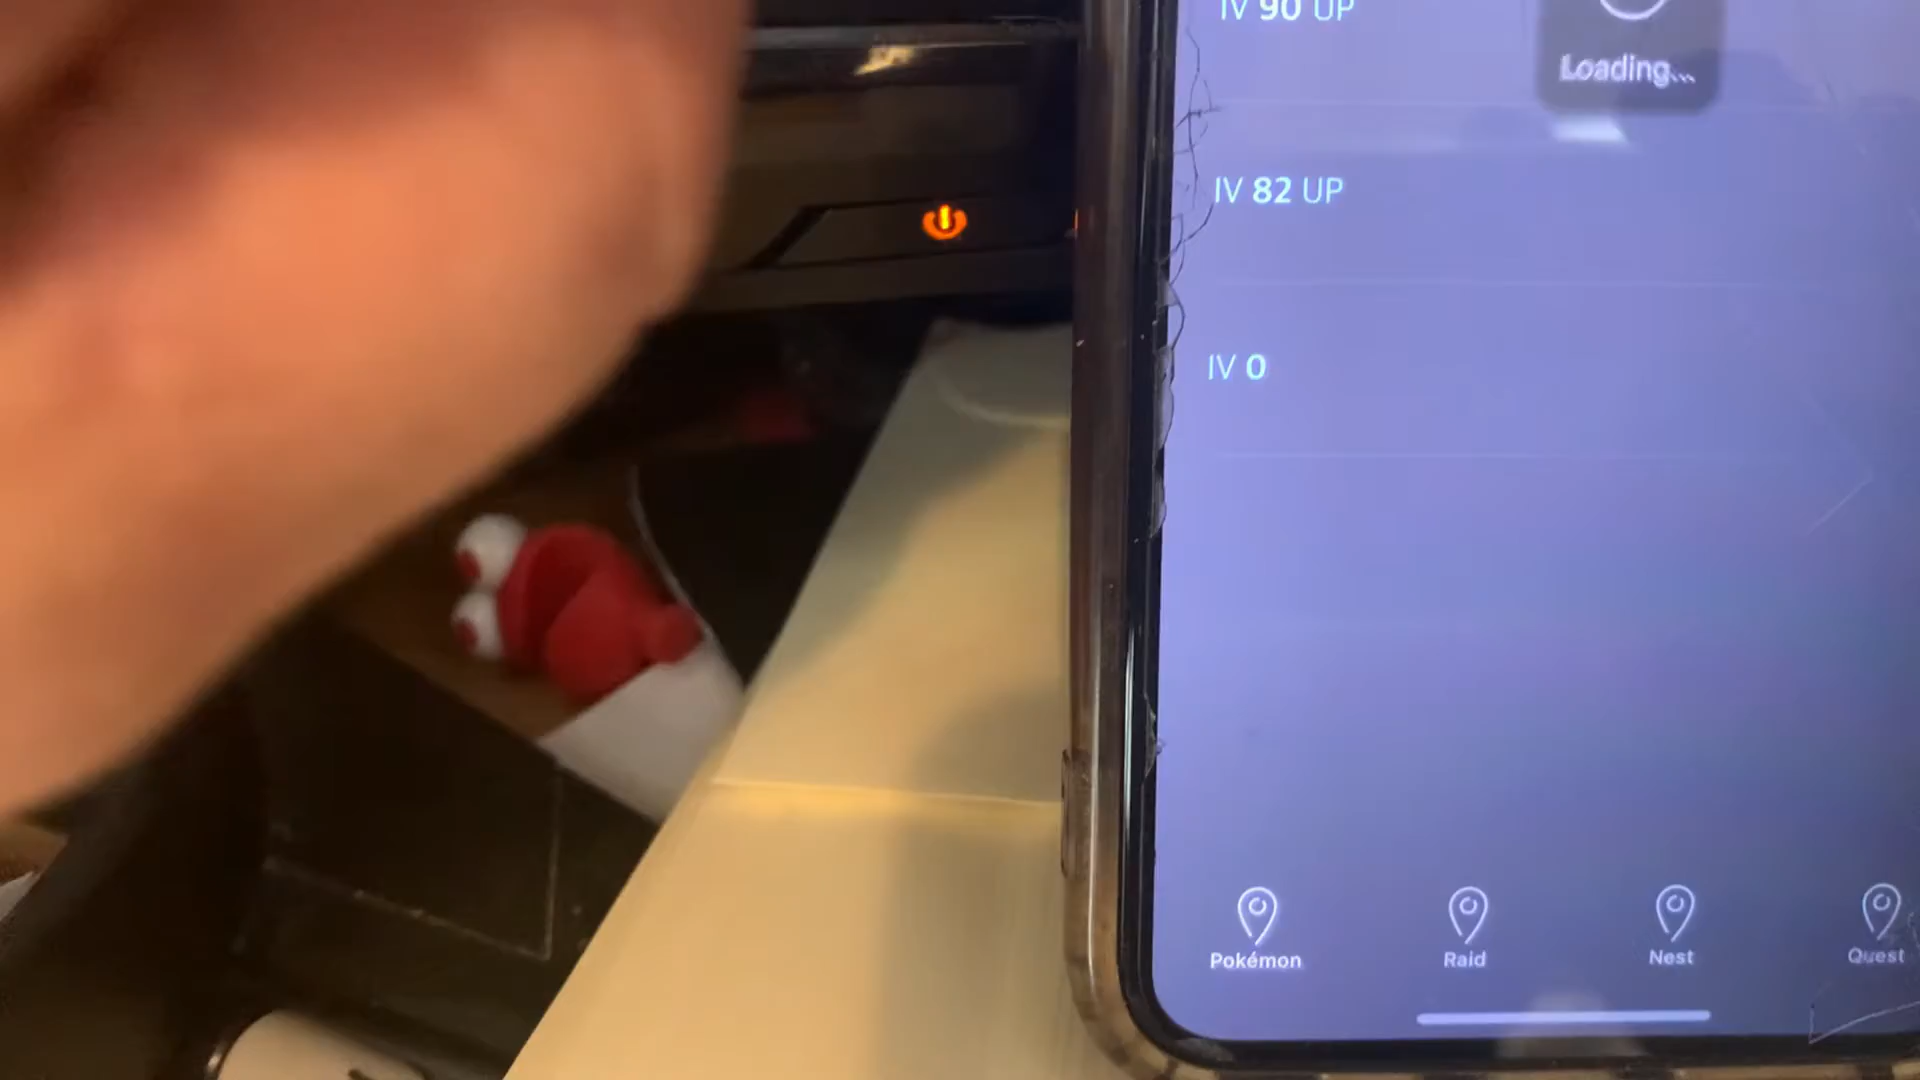 IV 90 UP
Loading...
IV 82 UP
IV 0
Pokémon
Raid
Nest
Quest